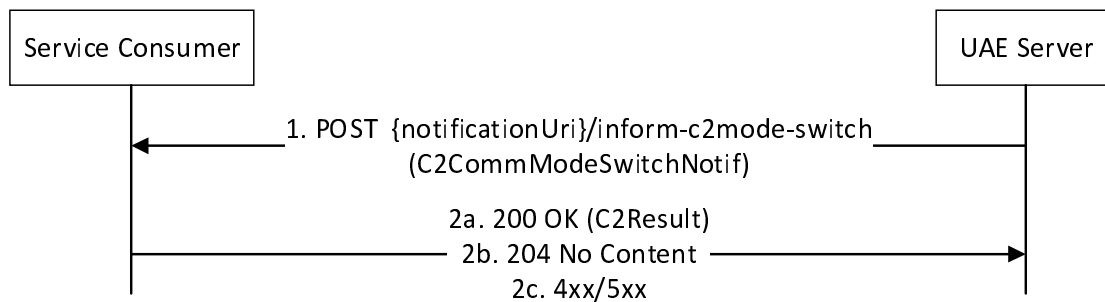 Service Consumer
UAE Server
1. POST {notificationUri}/inform-c2mode-switch
(C2CommModeSwitchNotif)
2a. 200 OK (C2Result)
2b. 204 No Content
2c. 4xx/5xx